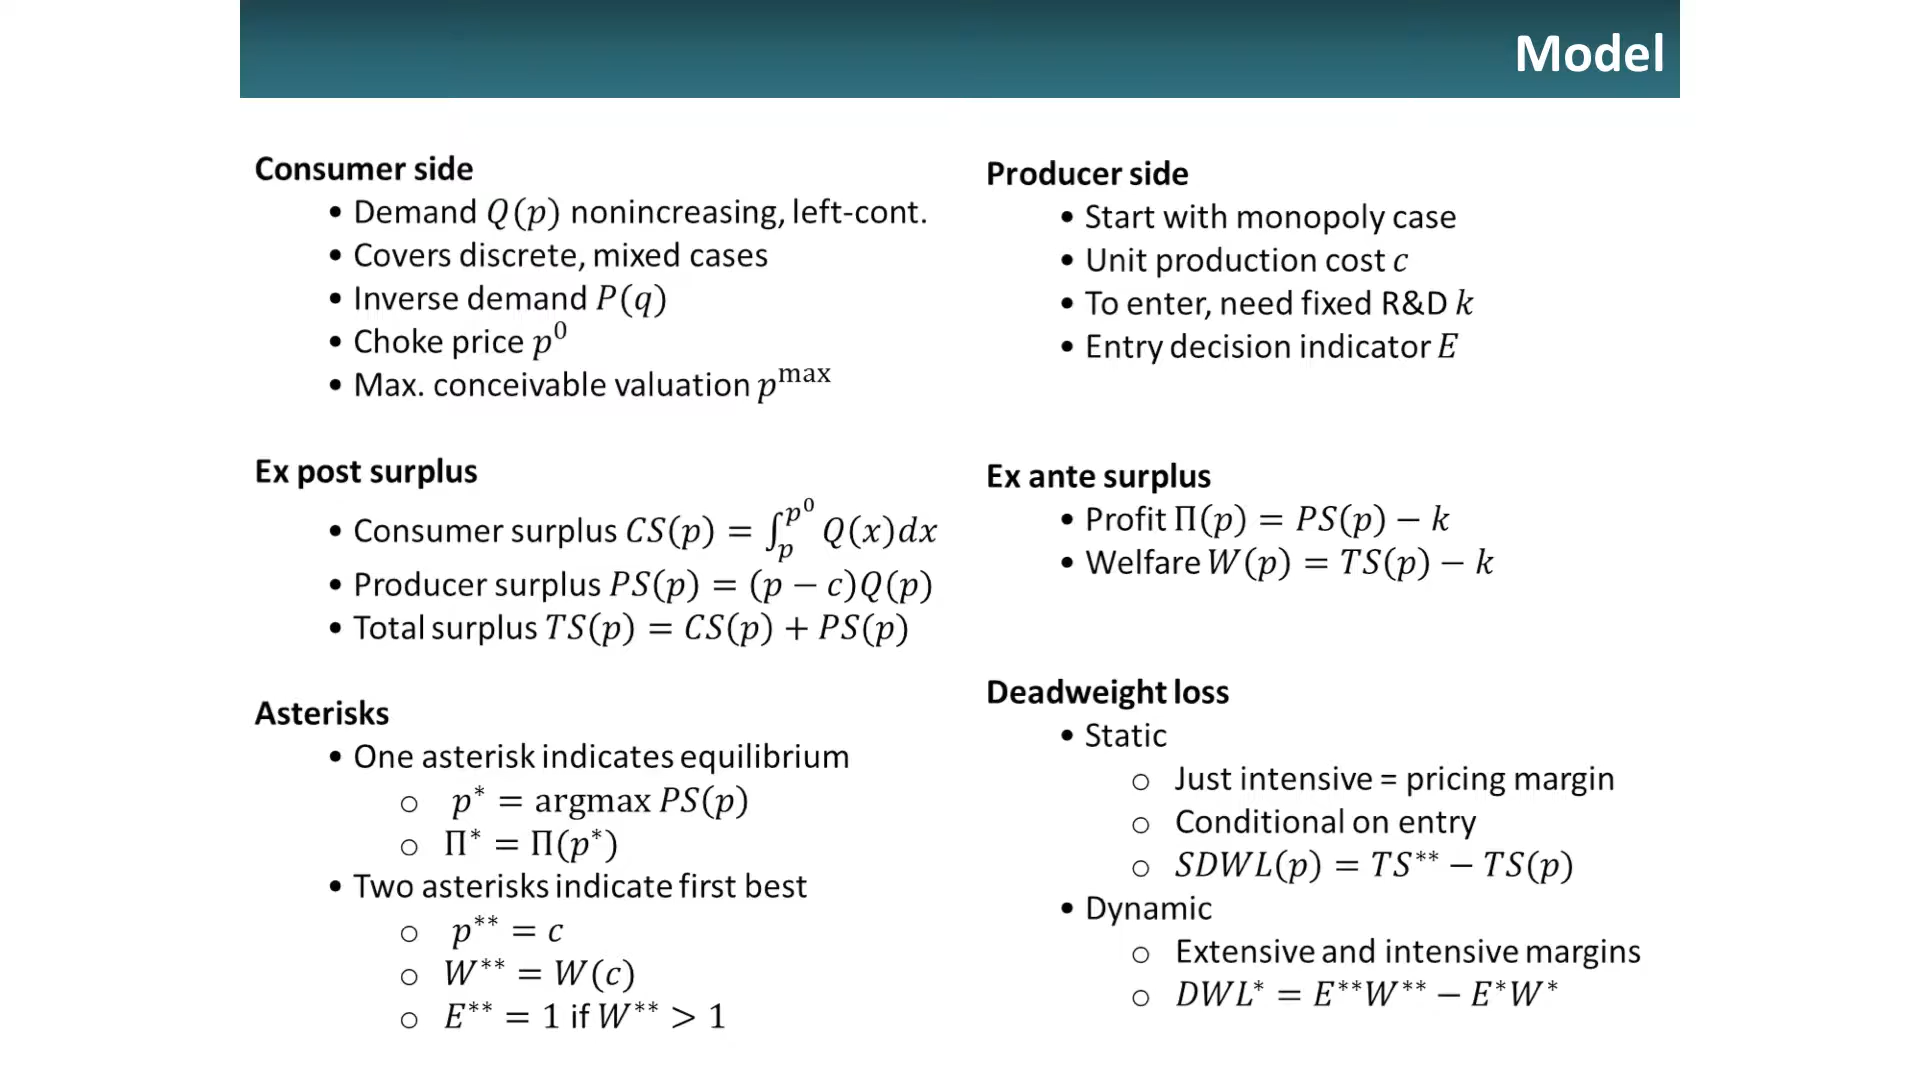 Model
Consumer side
• Demand Q(p) nonincreasing, left-cont.
• Covers discrete, mixed cases
• Inverse demand P(q)
• Choke price p⁰
• Max. conceivable valuation p^max
Ex post surplus
• Consumer surplus CS(p) = ∫_p^{p⁰} Q(x)dx
• Producer surplus PS(p) = (p − c)Q(p)
• Total surplus TS(p) = CS(p) + PS(p)
Asterisks
• One asterisk indicates equilibrium
○ p* = argmax PS(p)
○ Π* = Π(p*)
• Two asterisks indicate first best
○ p** = c
○ W** = W(c)
○ E** = 1 if W** > 1
Producer side
• Start with monopoly case
• Unit production cost c
• To enter, need fixed R&D k
• Entry decision indicator E
Ex ante surplus
• Profit Π(p) = PS(p) − k
• Welfare W(p) = TS(p) − k
Deadweight loss
• Static
○ Just intensive = pricing margin
○ Conditional on entry
○ SDWL(p) = TS** − TS(p)
• Dynamic
○ Extensive and intensive margins
○ DWL* = E**W** − E*W*